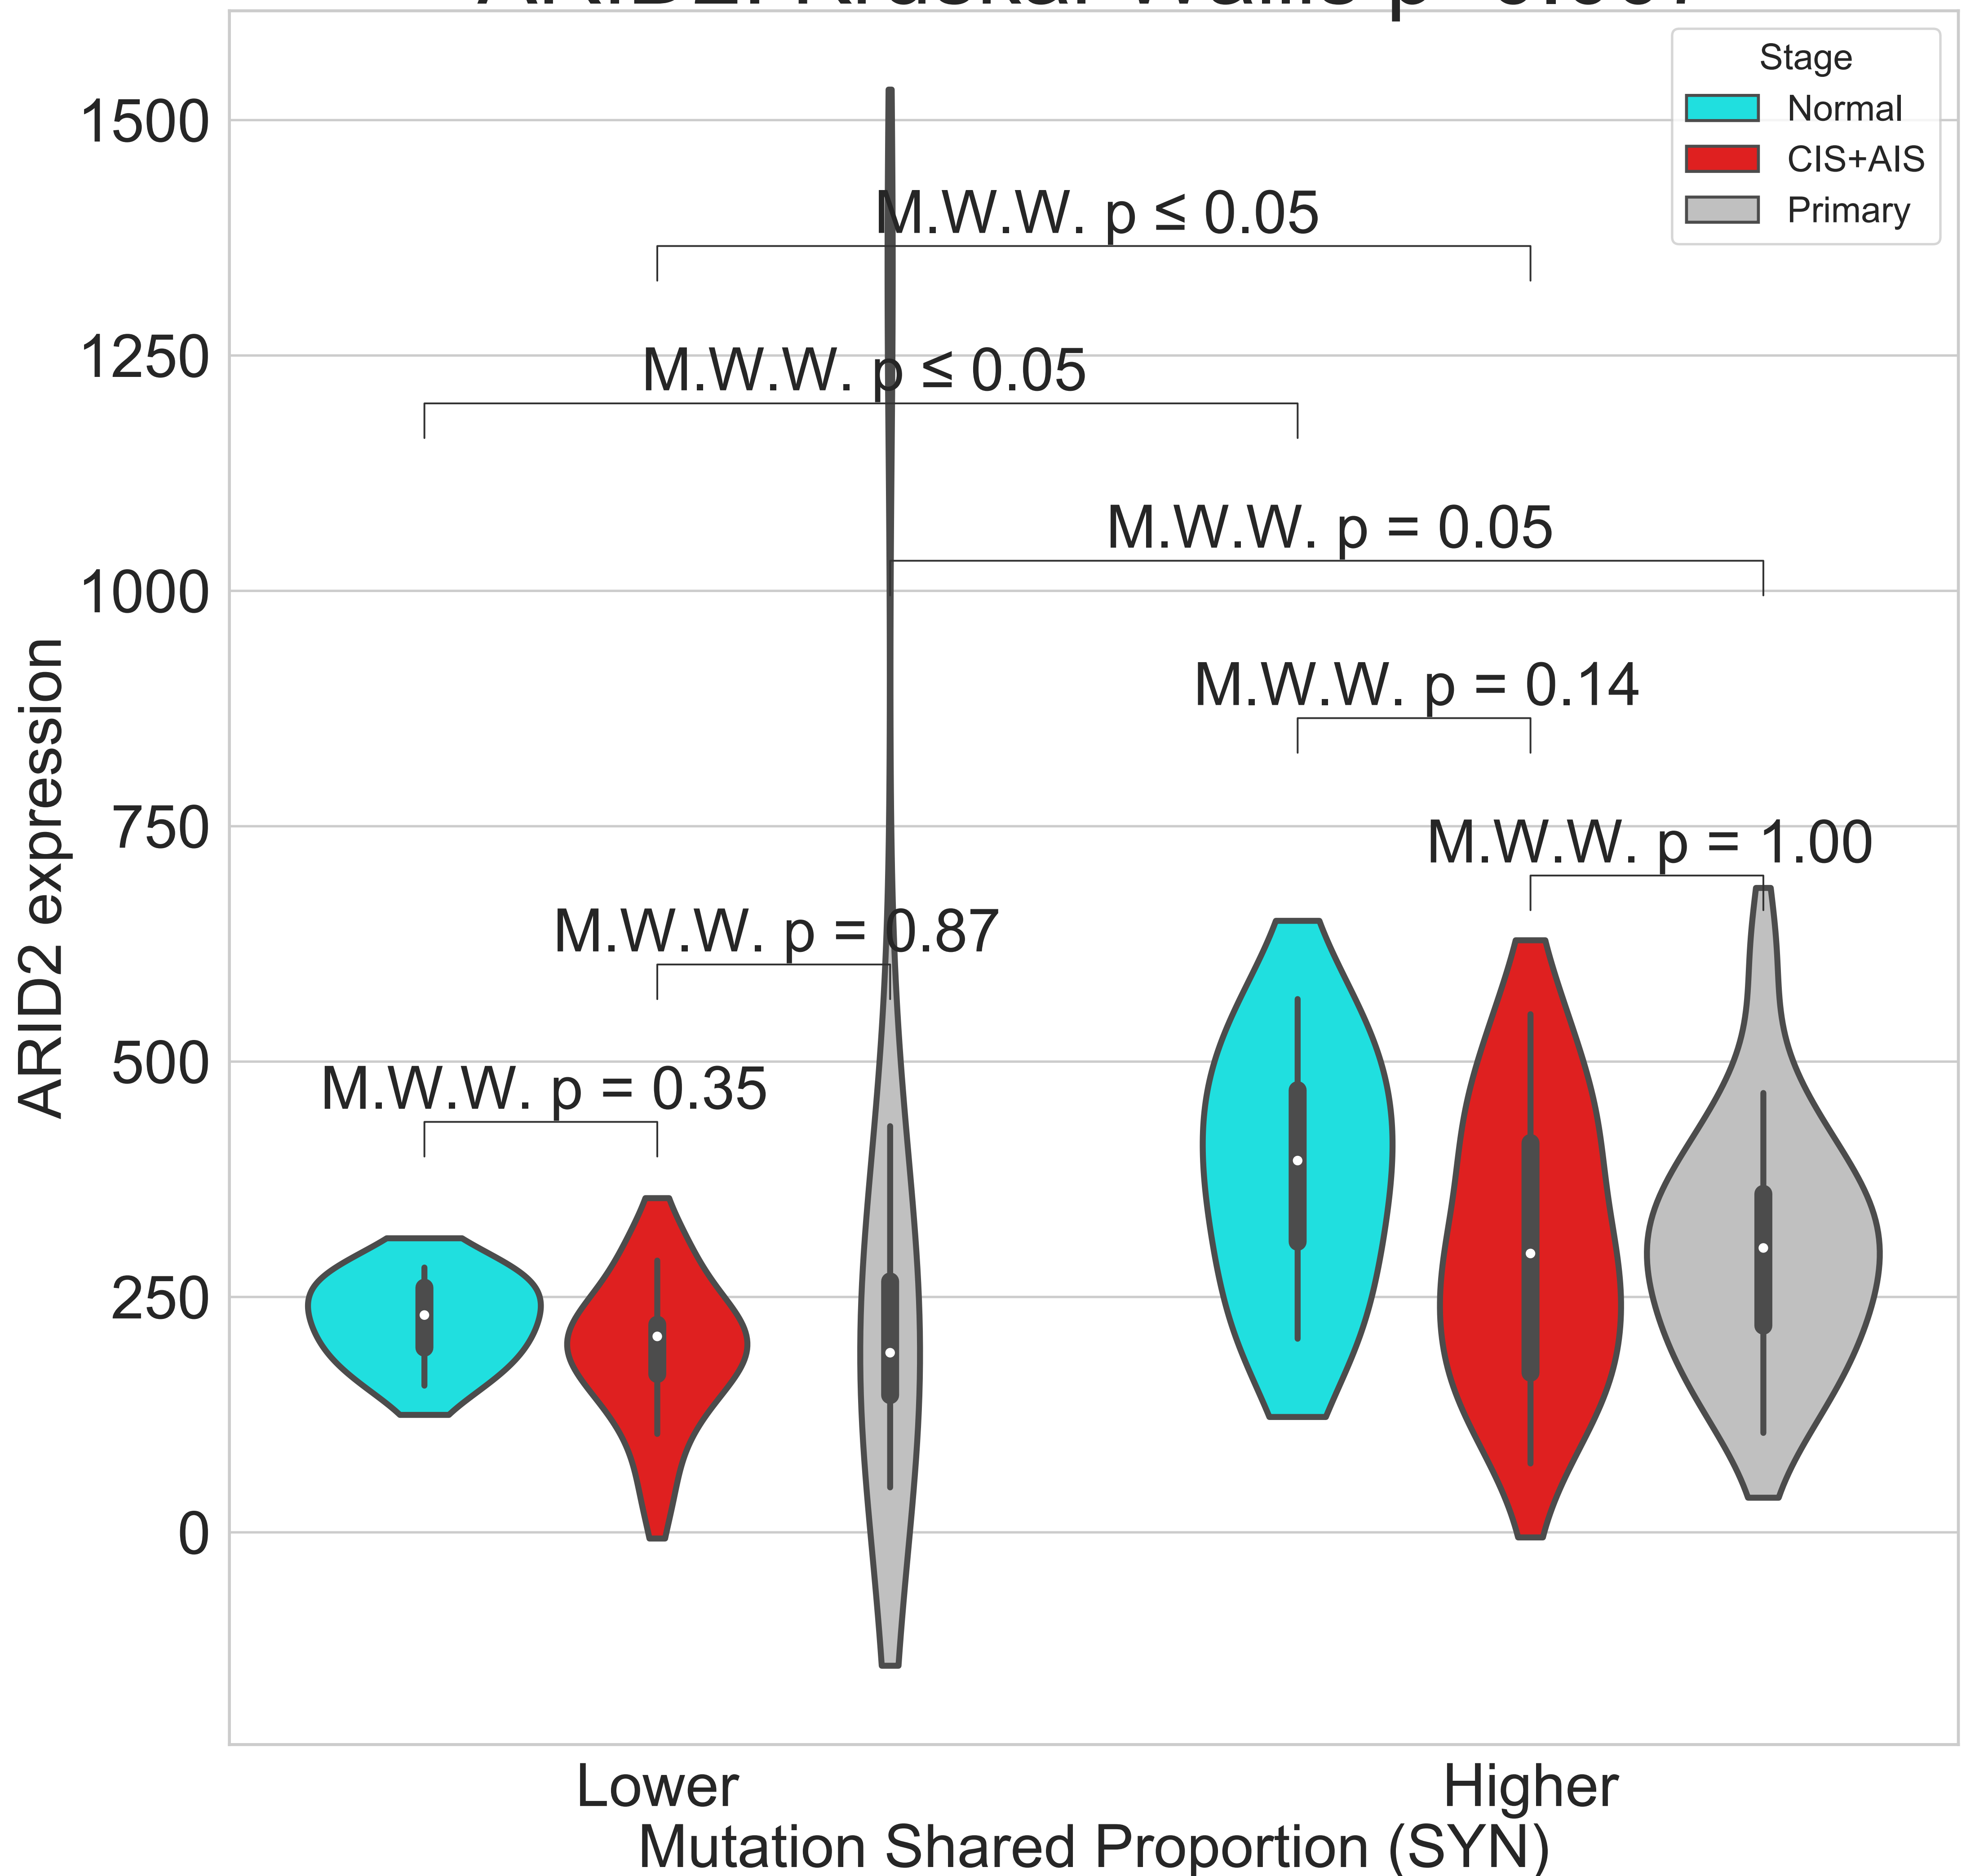 Stage
Normal
CIS+AIS
Primary
1500
1250
1000
750
500
250
0
ARID2 expression
M.W.W. p ≤ 0.05
M.W.W. p ≤ 0.05
M.W.W. p = 0.05
M.W.W. p = 0.14
M.W.W. p = 1.00
M.W.W. p = 0.87
M.W.W. p = 0.35
Lower
Higher
Mutation Shared Proportion (SYN)